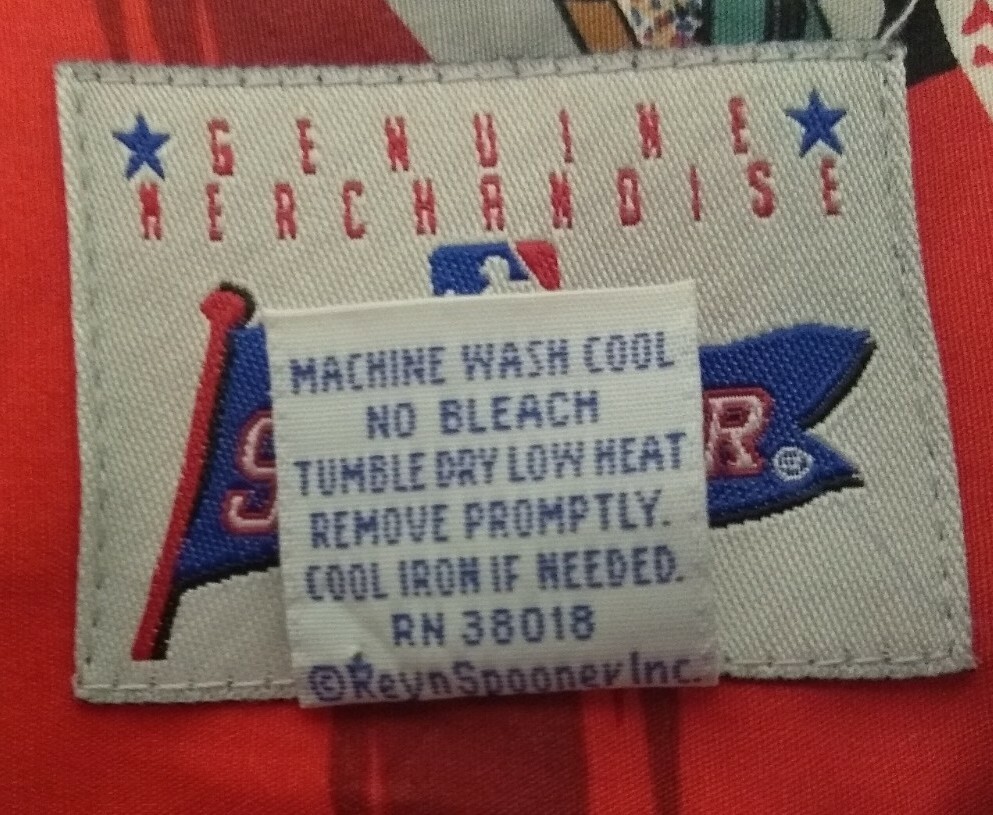 GENUINE
MERCHANDISE
MACHINE WASH COOL
NO BLEACH
TUMBLE DRY LOW HEAT
REMOVE PROMPTLY.
COOL IRON IF NEEDED.
RN 38018
©ReynSpooner Inc.